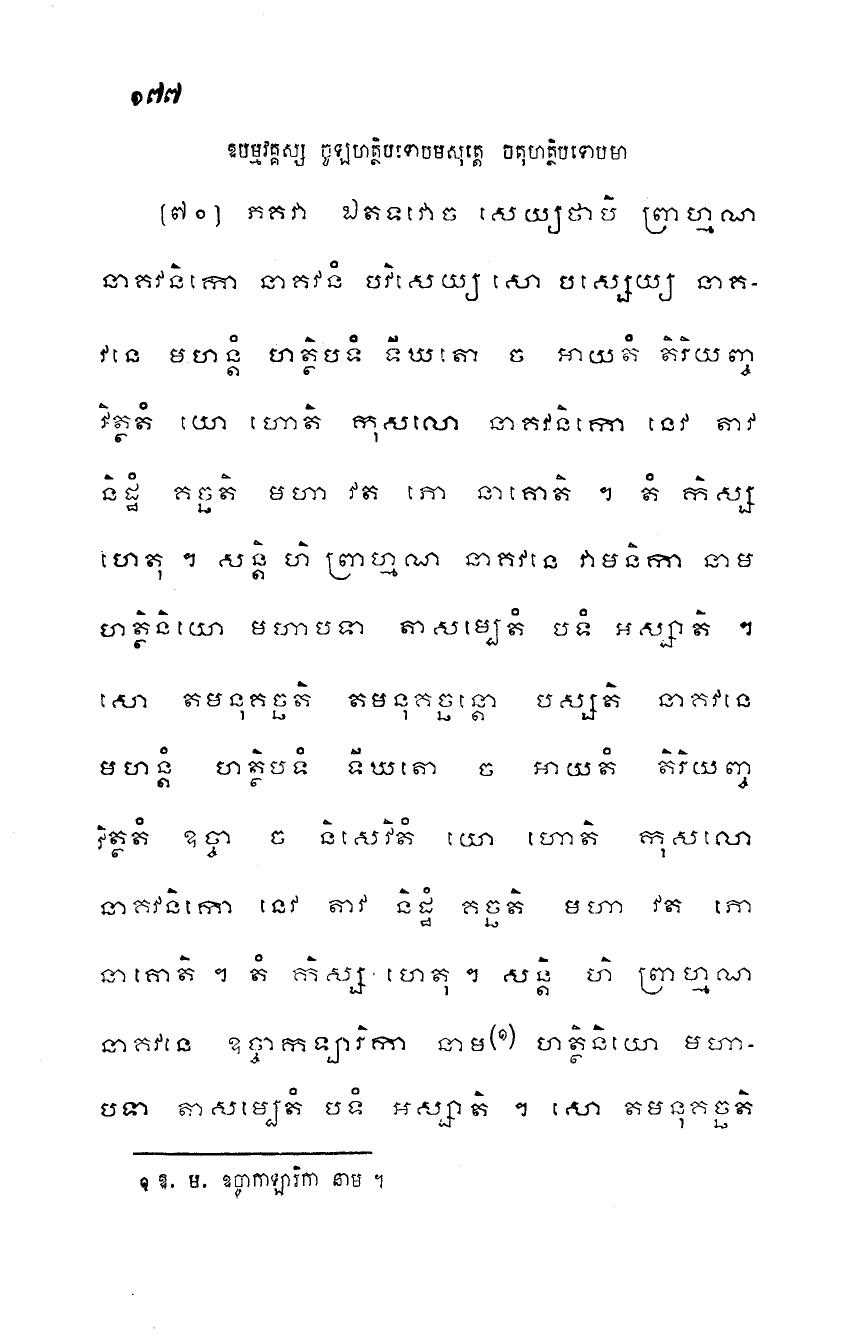 ១៧៧
ឱបម្មវគ្គស្ស ចូឡហត្ថិបទោបមសុត្តេ ចតុហត្ថិបទោបមា
(៧០) ភគវា ឯតទវោច សេយ្យថាបិ ព្រាហ្មណ
នាគវនិកោ នាគវនំ បវិសេយ្យ សោ បស្សេយ្យ នាគ-
វនេ មហន្តំ ហត្ថិបទំ ទីឃតោ ច អាយតំ តិរិយញ្ច
វិត្ថតំ យោ ហោតិ កុសលោ នាគវនិកោ នេវ តាវ
និដ្ឋំ គច្ឆតិ មហា វត ភោ នាគោតិ ។ តំ កិស្ស
ហេតុ ។ សន្តិ ហិ ព្រាហ្មណ នាគវនេ វាមនិកា នាម
ហត្ថិនិយោ មហាបទា តាសម្បេតំ បទំ អស្សាតិ ។
សោ តមនុគច្ឆតិ តមនុគច្ឆន្តោ បស្សតិ នាគវនេ
មហន្តំ ហត្ថិបទំ ទីឃតោ ច អាយតំ តិរិយញ្ច
វិត្ថតំ ឧច្ចា ច និសេវិតំ យោ ហោតិ កុសលោ
នាគវនិកោ នេវ តាវ និដ្ឋំ គច្ឆតិ មហា វត ភោ
នាគោតិ ។ តំ កិស្ស ហេតុ ។ សន្តិ ហិ ព្រាហ្មណ
នាគវនេ ឧច្ចាកឡារិកា នាម(១) ហត្ថិនិយោ មហា-
បទា តាសម្បេតំ បទំ អស្សាតិ ។ សោ តមនុគច្ឆតិ
១ ឱ. ម. ឧច្ចាកាឡារិកា នាម ។